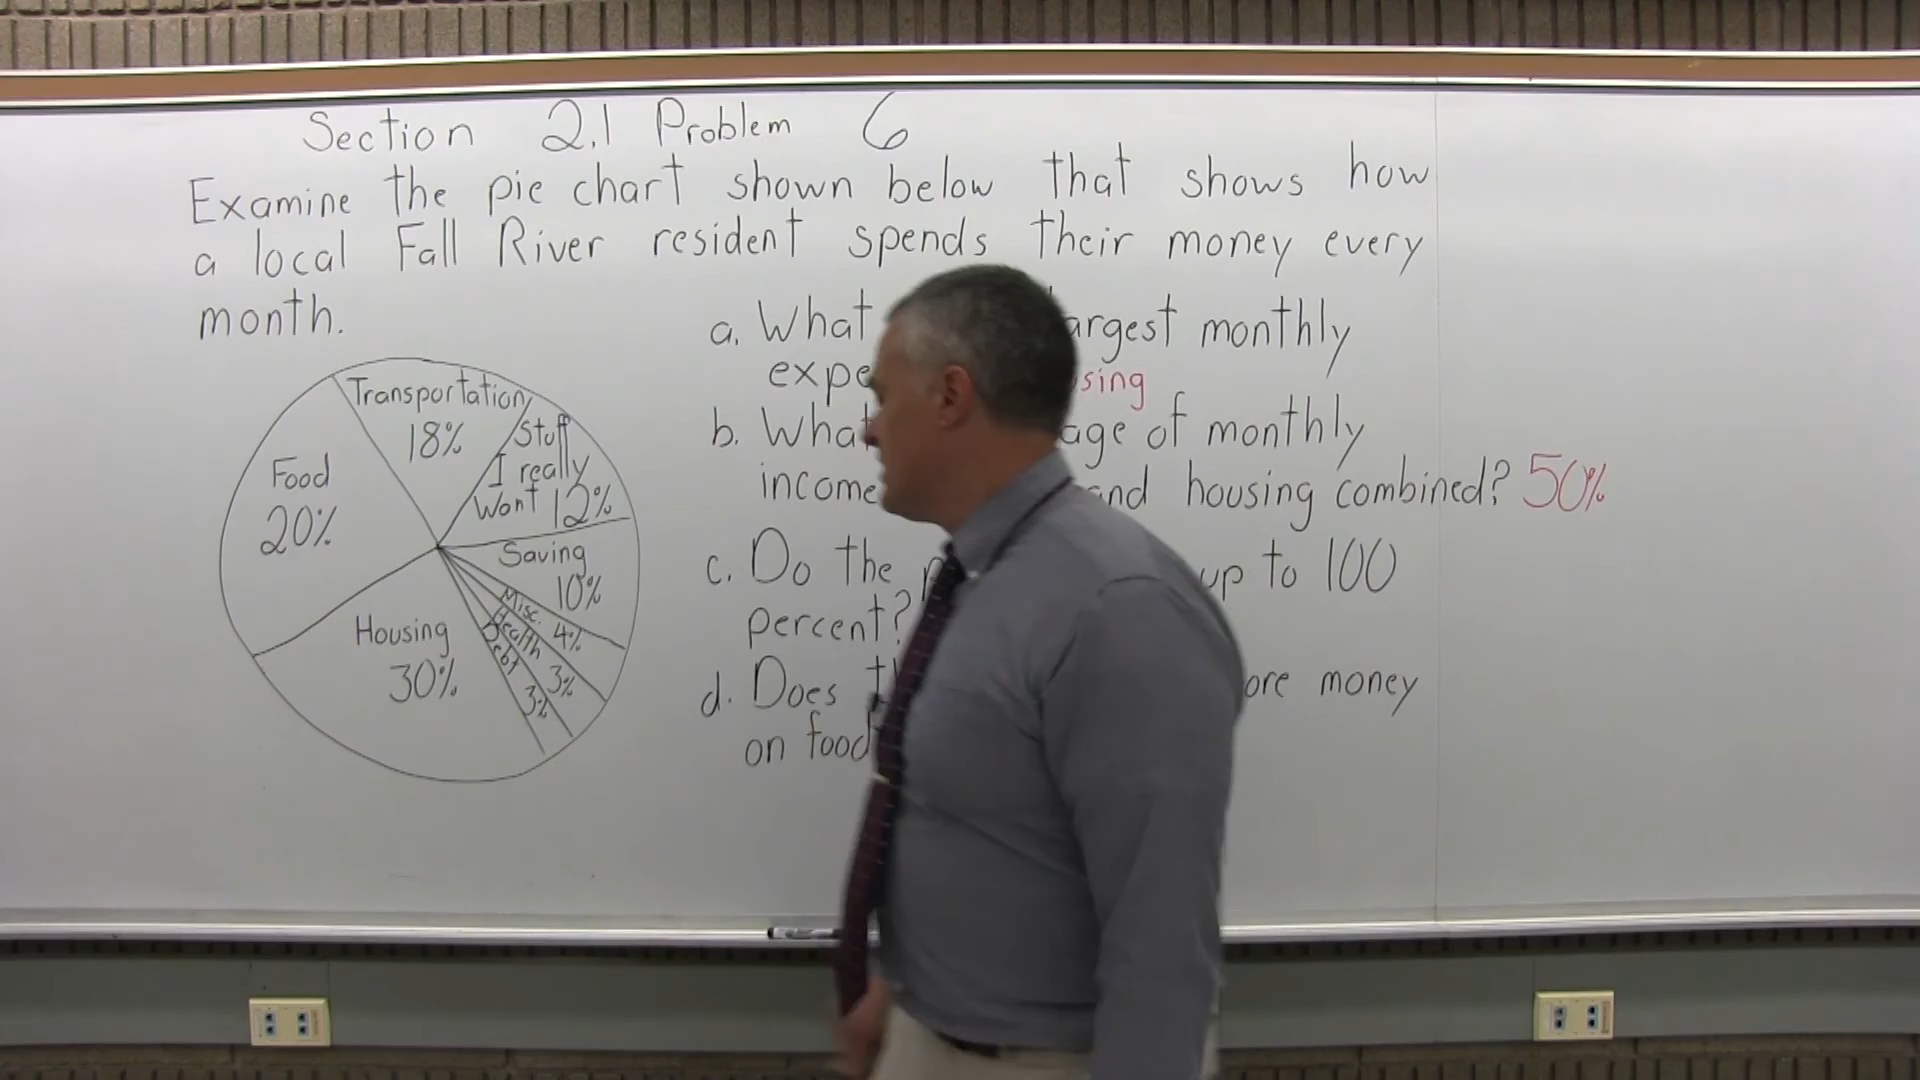 Section 2.1 Problem 6
Examine the pie chart shown below that shows how
a local Fall River resident spends their money every
month.
Transportation
18%
Stuff
I really
Want 12%
Food
20%
Saving
10%
Misc. 4%
Health 3%
Debt 3%
Housing
30%
a. What largest monthly
sing
b. What age of monthly
income and housing combined? 50%
c. Do the up to 100
percent?
d. Does ore money
on food